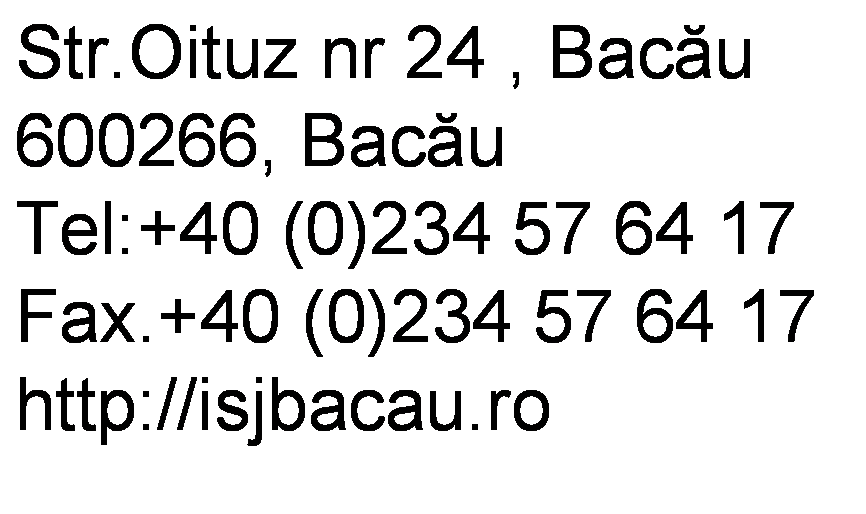 Str.Oituz nr 24 , Bacău
600266, Bacău
Tel:+40 (0)234 57 64 17
Fax.+40 (0)234 57 64 17
http://isjbacau.ro